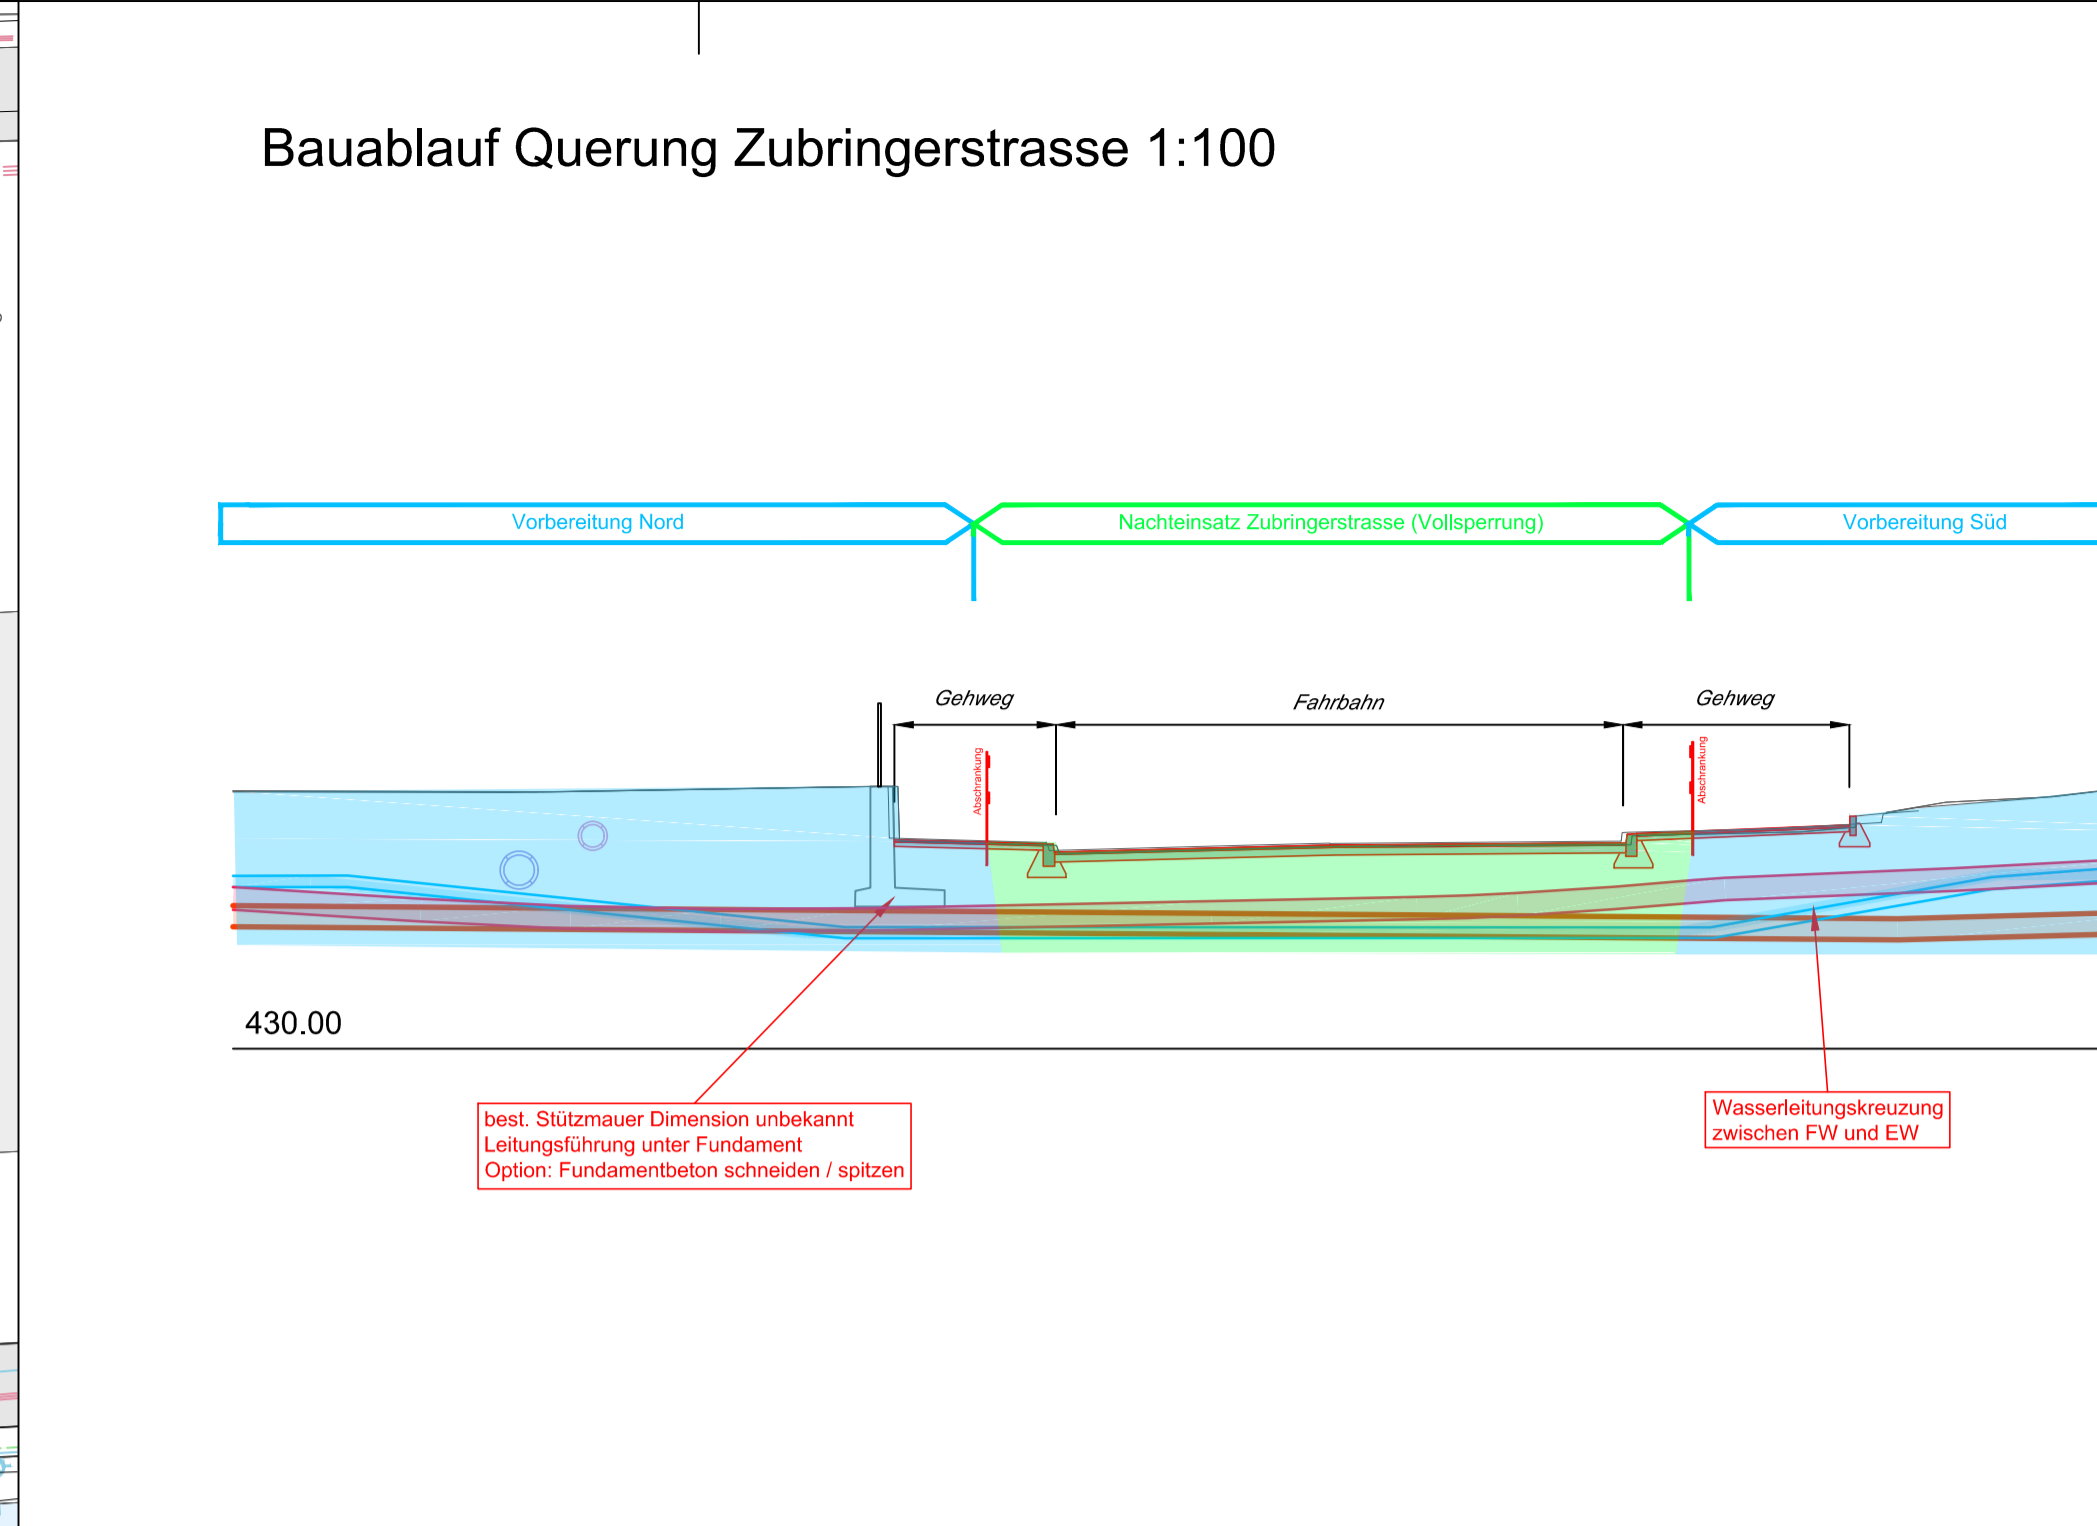 Bauablauf Querung Zubringerstrasse 1:100
Vorbereitung Nord
Nachteinsatz Zubringerstrasse (Vollsperrung)
Vorbereitung Süd
Gehweg
Fahrbahn
Gehweg
Abschrankung
Abschrankung
430.00
best. Stützmauer Dimension unbekannt
Leitungsführung unter Fundament
Option: Fundamentbeton schneiden / spitzen
Wasserleitungskreuzung
zwischen FW und EW